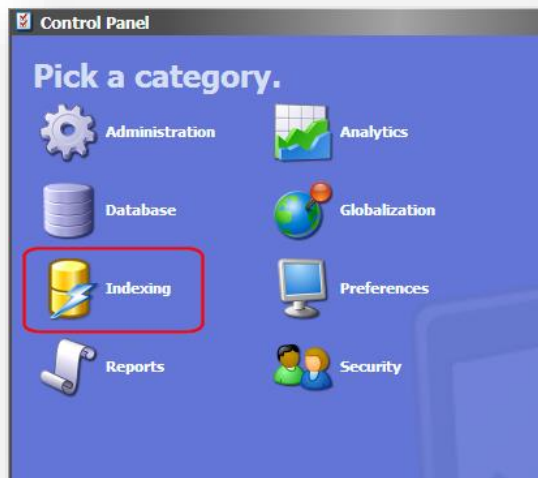 Control Panel
Pick a category.
Administration
Analytics
Database
Globalization
Indexing
Preferences
Reports
Security